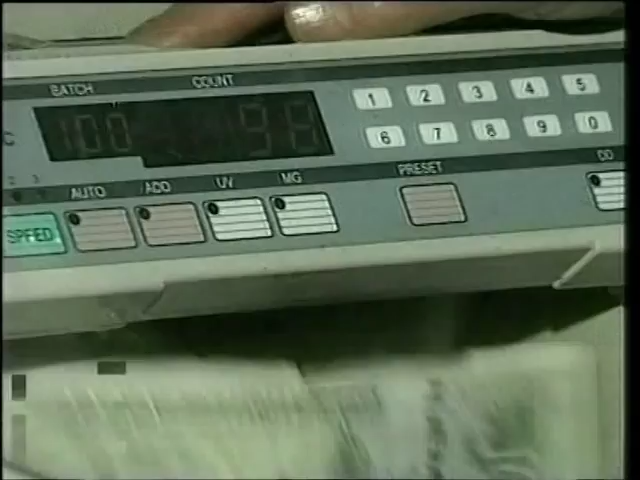 BATCH COUNT
100 98
1 2 3 4 5
6 7 8 9 0
AUTO ADD UV MG PRESET
SPEED